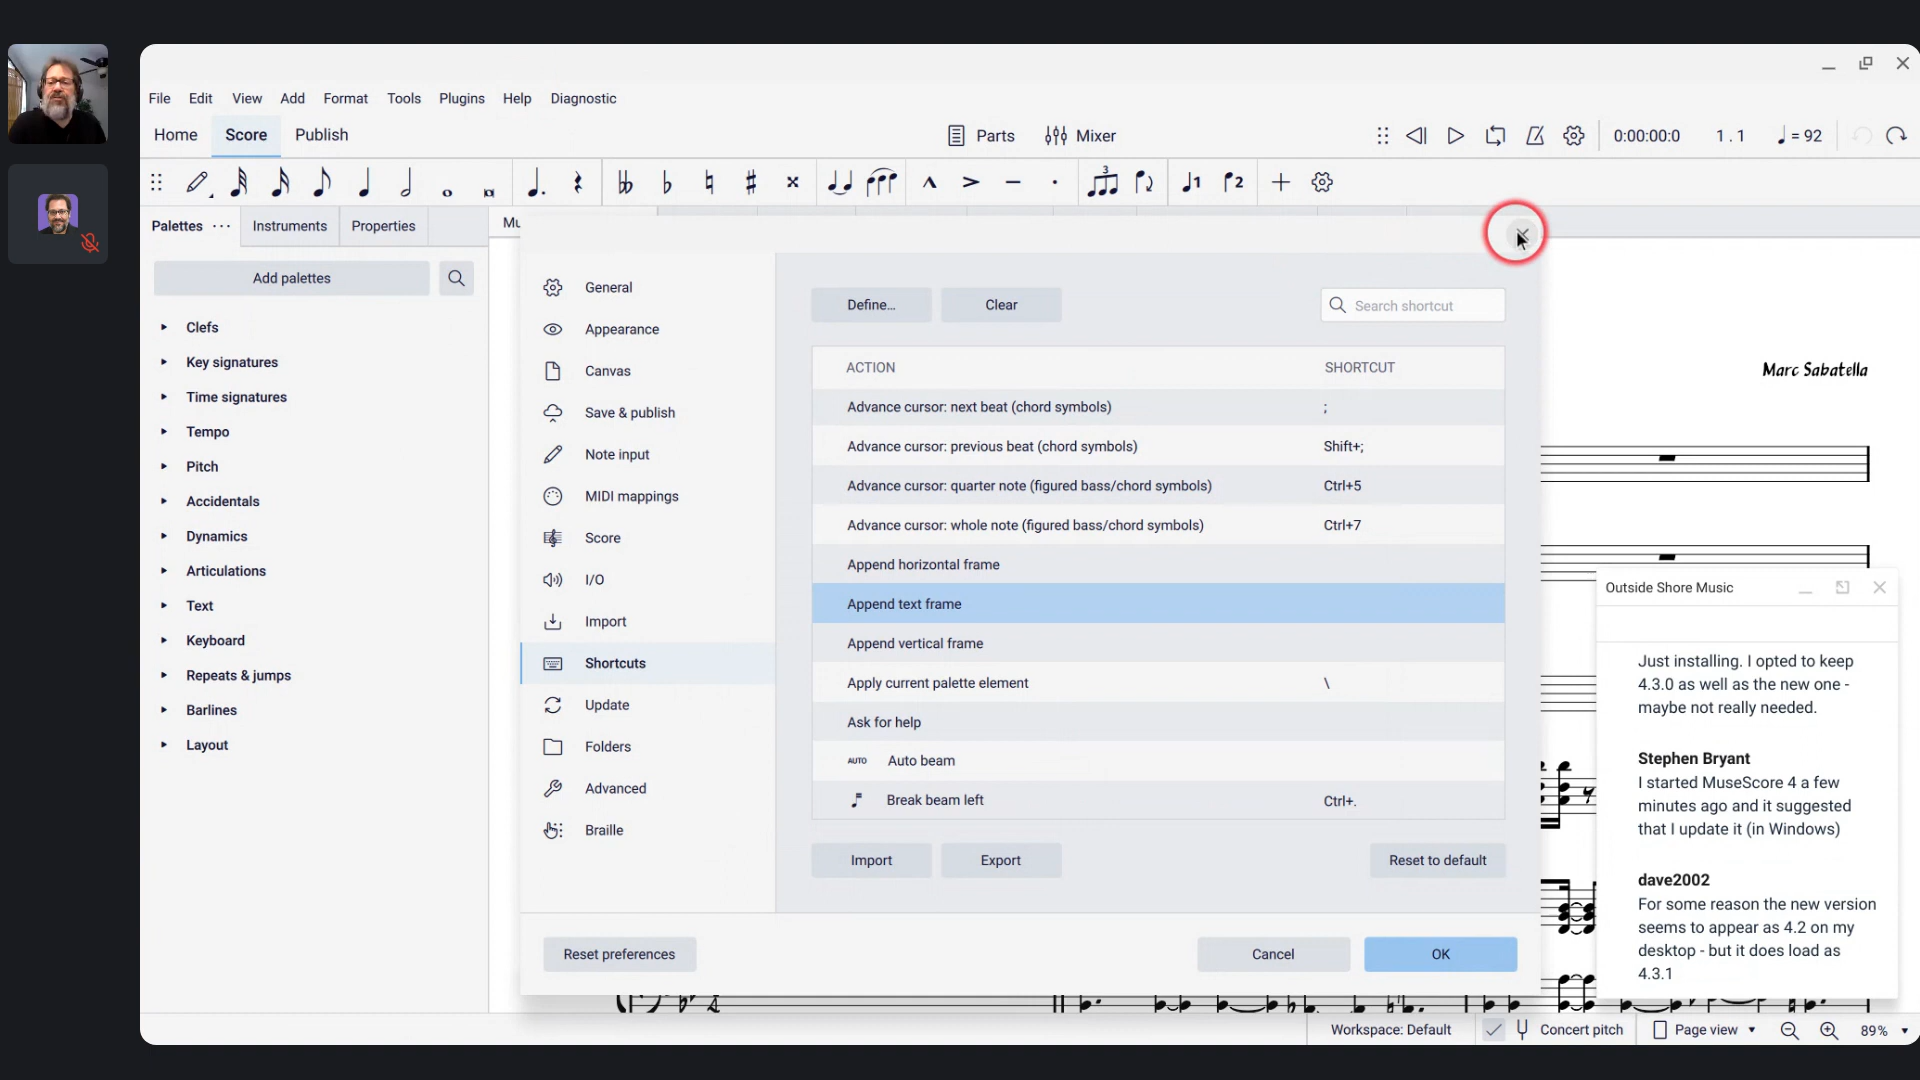 File Edit View Add Format Tools Plugins Help Diagnostic
Home Score Publish
Parts Mixer
0:00:00:0 1 . 1 = 92
3
1 2
Palettes ··· Instruments Properties
Add palettes
Clefs
Key signatures
Time signatures
Tempo
Pitch
Accidentals
Dynamics
Articulations
Text
Keyboard
Repeats & jumps
Barlines
Layout
General
Appearance
Canvas
Save & publish
Note input
MIDI mappings
Score
I/O
Import
Shortcuts
Update
Folders
Advanced
Braille
Define... Clear
Search shortcut
ACTION SHORTCUT
Advance cursor: next beat (chord symbols) ;
Advance cursor: previous beat (chord symbols) Shift+;
Advance cursor: quarter note (figured bass/chord symbols) Ctrl+5
Advance cursor: whole note (figured bass/chord symbols) Ctrl+7
Append horizontal frame
Append text frame
Append vertical frame
Apply current palette element \
Ask for help
AUTO Auto beam
Break beam left Ctrl+.
Import Export Reset to default
Reset preferences Cancel OK
Marc Sabatella
Outside Shore Music
Just installing. I opted to keep
4.3.0 as well as the new one -
maybe not really needed.
Stephen Bryant
I started MuseScore 4 a few
minutes ago and it suggested
that I update it (in Windows)
dave2002
For some reason the new version
seems to appear as 4.2 on my
desktop - but it does load as
4.3.1
Workspace: Default Concert pitch Page view 89%